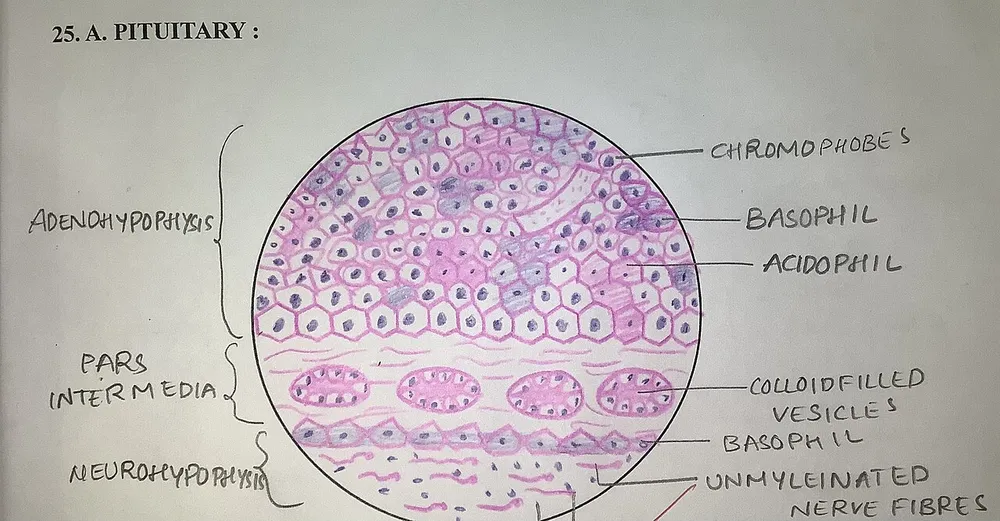 25. A. PITUITARY :
CHROMOPHOBES
ADENOHYPOPHYSIS
BASOPHIL
ACIDOPHIL
PARS
INTERMEDIA
COLLOIDFILLED
VESICLES
BASOPHIL
NEUROHYPOPHYSIS
UNMYLEINATED
NERVE FIBRES